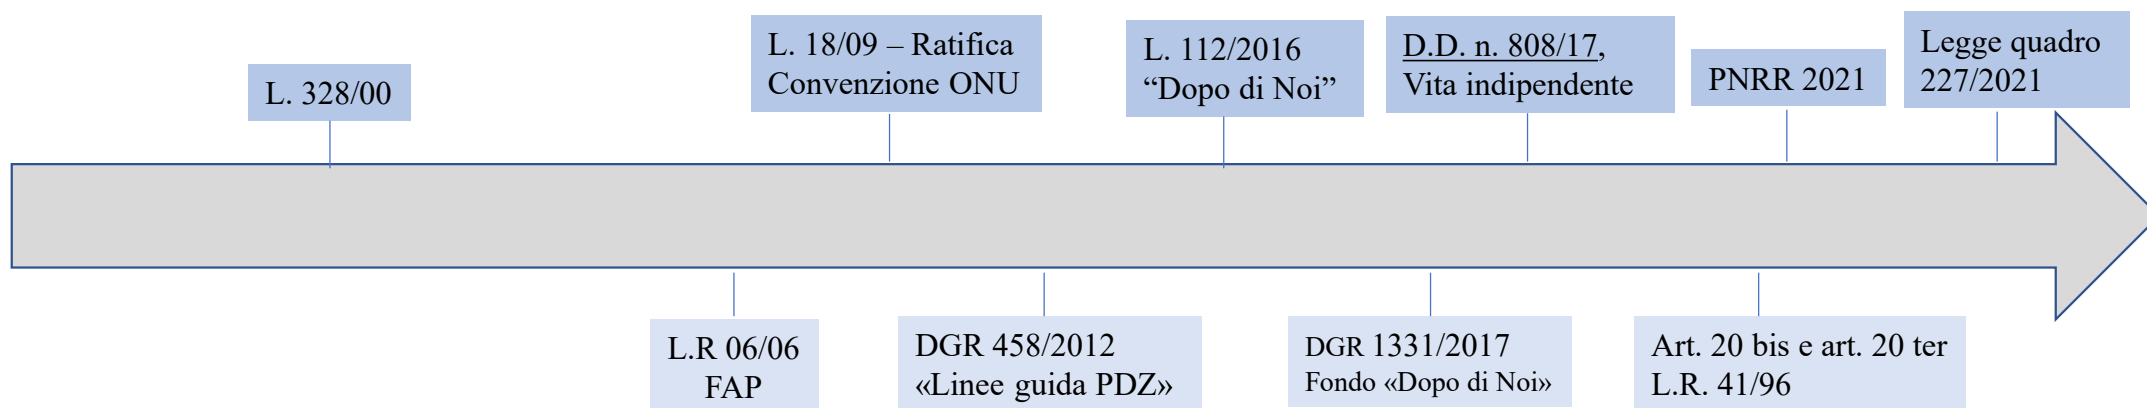 L. 328/00
L. 18/09 – Ratifica
Convenzione ONU
L. 112/2016
“Dopo di Noi”
D.D. n. 808/17,
Vita indipendente
PNRR 2021
Legge quadro
227/2021
L.R 06/06
FAP
DGR 458/2012
«Linee guida PDZ»
DGR 1331/2017
Fondo «Dopo di Noi»
Art. 20 bis e art. 20 ter
L.R. 41/96